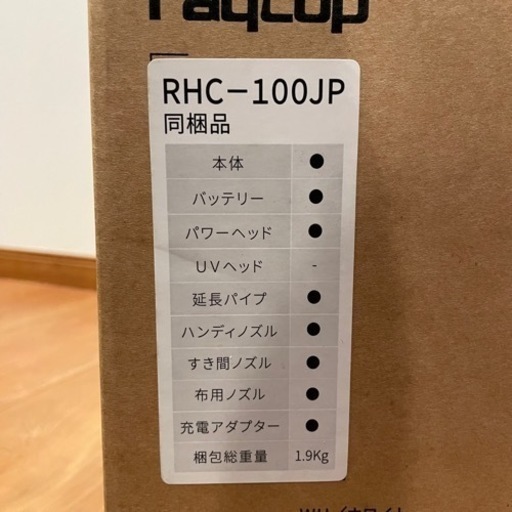 raycop
RHC-100JP
同梱品
本体 ●
バッテリー ●
パワーヘッド ●
UVヘッド -
延長パイプ ●
ハンディノズル ●
すき間ノズル ●
布用ノズル ●
充電アダプター ●
梱包総重量 1.9Kg